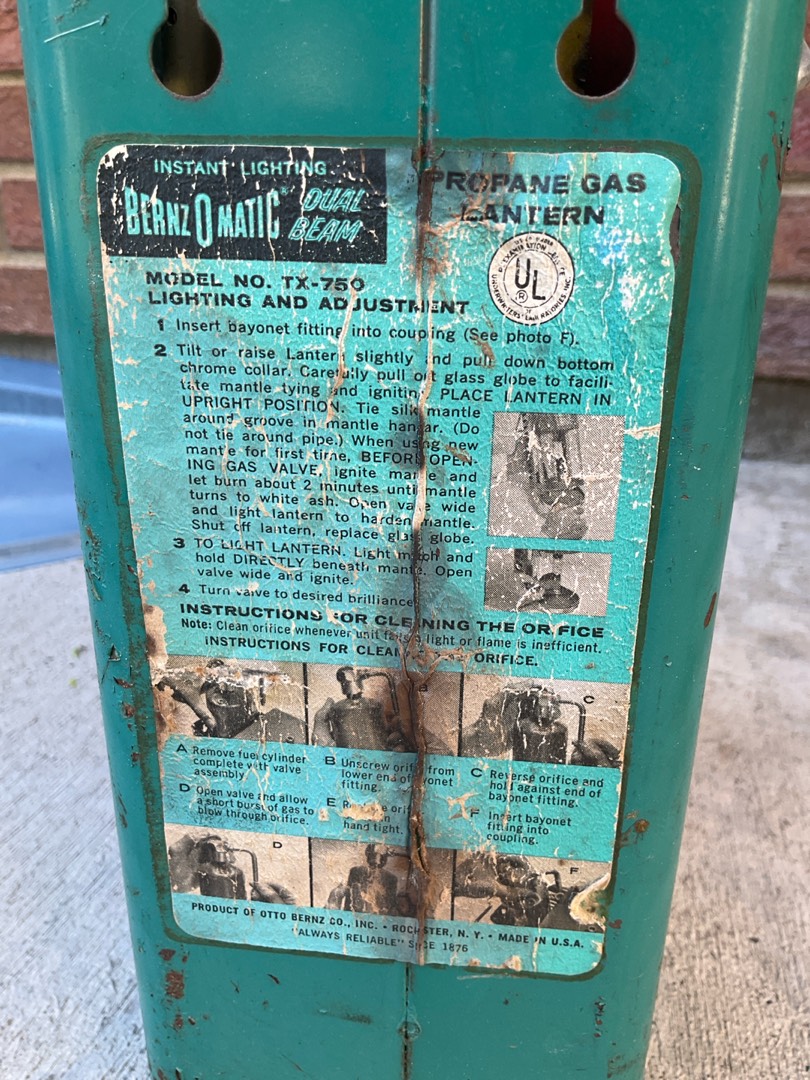 INSTANT LIGHTING
BERNZOMATIC® DUAL
BEAM
PROPANE GAS
LANTERN
UL
®
MODEL NO. TX-750
LIGHTING AND ADJUSTMENT
1 Insert bayonet fitting into coupling (See photo F).
2 Tilt or raise Lantern slightly and pull down bottom
chrome collar. Carefully pull out glass globe to facili-
tate mantle tying and igniting. PLACE LANTERN IN
UPRIGHT POSITION. Tie silk mantle
around groove in mantle hangar. (Do
not tie around pipe.) When using new
mantle for first time, BEFORE OPEN-
ING GAS VALVE, ignite mantle and
let burn about 2 minutes until mantle
turns to white ash. Open valve wide
and light lantern to harden mantle.
Shut off lantern, replace glass globe.
3 TO LIGHT LANTERN. Light match and
hold DIRECTLY beneath mantle. Open
valve wide and ignite.
4 Turn valve to desired brilliance
INSTRUCTIONS FOR CLEANING THE ORIFICE
Note: Clean orifice whenever unit fails light or flame is inefficient.
INSTRUCTIONS FOR CLEAN ORIFICE.
B
C
A Remove fuel cylinder
complete with valve
assembly
B Unscrew orifice from
lower end of bayonet
fitting.
C Reverse orifice and
hold against end of
bayonet fitting.
D Open valve and allow
a short burst of gas to
blow through orifice.
E
hand tight.
F Insert bayonet
fitting into
coupling.
D
F
PRODUCT OF OTTO BERNZ CO., INC. • ROCHESTER, N. Y. • MADE IN U.S.A.
"ALWAYS RELIABLE" SINCE 1876